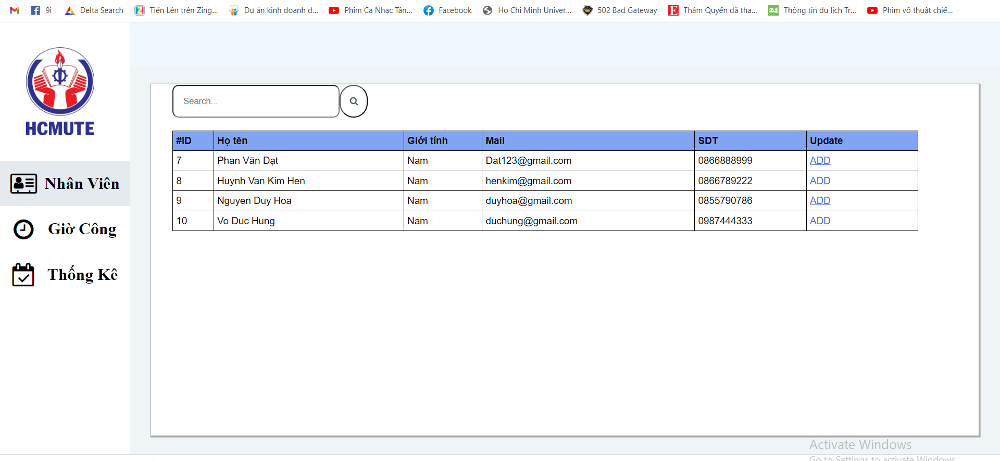 9i Delta Search Tiến Lên trên Zing... Dự án kinh doanh đ... Phim Ca Nhạc Tân... Facebook Ho Chi Minh Univer... 502 Bad Gateway Thâm Quyến đã tha... Thông tin du lịch Tr... Phim võ thuật chiế...
HCMUTE
Nhân Viên
Giờ Công
Thống Kê
Search...
#ID Họ tên Giới tính Mail SDT Update
7 Phan Văn Đạt Nam Dat123@gmail.com 0866888999 ADD
8 Huynh Van Kim Hen Nam henkim@gmail.com 0866789222 ADD
9 Nguyen Duy Hoa Nam duyhoa@gmail.com 0855790786 ADD
10 Vo Duc Hung Nam duchung@gmail.com 0987444333 ADD
Activate Windows
Go to Settings to activate Windows.